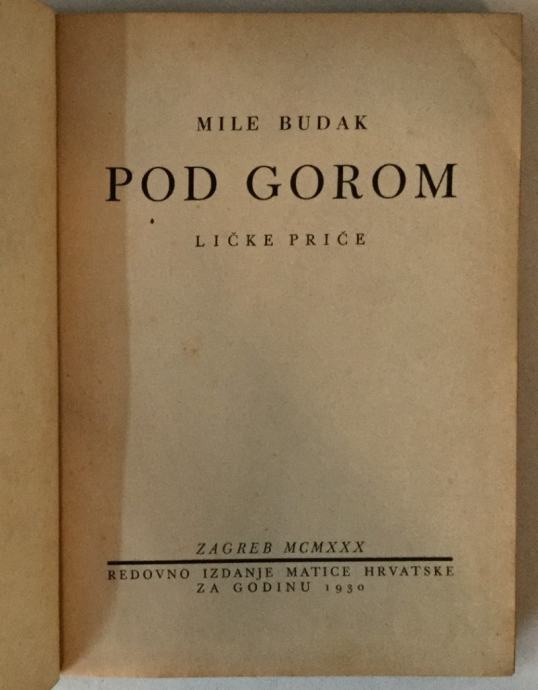 MILE BUDAK
POD GOROM
LIČKE PRIČE
ZAGREB MCMXXX
REDOVNO IZDANJE MATICE HRVATSKE
ZA GODINU 1930